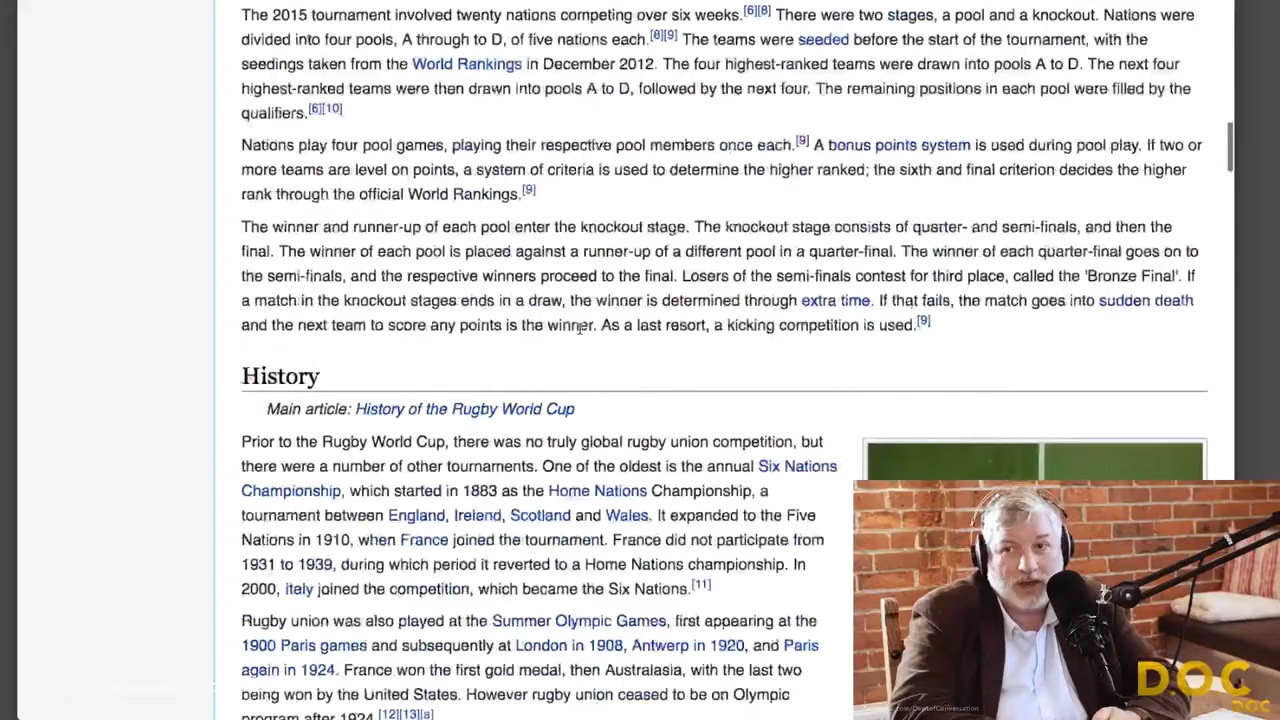 The 2015 tournament involved twenty nations competing over six weeks.[6][8] There were two stages, a pool and a knockout. Nations were
divided into four pools, A through to D, of five nations each.[8][9] The teams were seeded before the start of the tournament, with the
seedings taken from the World Rankings in December 2012. The four highest-ranked teams were drawn into pools A to D. The next four
highest-ranked teams were then drawn into pools A to D, followed by the next four. The remaining positions in each pool were filled by the
qualifiers.[6][10]
Nations play four pool games, playing their respective pool members once each.[9] A bonus points system is used during pool play. If two or
more teams are level on points, a system of criteria is used to determine the higher ranked; the sixth and final criterion decides the higher
rank through the official World Rankings.[9]
The winner and runner-up of each pool enter the knockout stage. The knockout stage consists of quarter- and semi-finals, and then the
final. The winner of each pool is placed against a runner-up of a different pool in a quarter-final. The winner of each quarter-final goes on to
the semi-finals, and the respective winners proceed to the final. Losers of the semi-finals contest for third place, called the 'Bronze Final'. If
a match in the knockout stages ends in a draw, the winner is determined through extra time. If that fails, the match goes into sudden death
and the next team to score any points is the winner. As a last resort, a kicking competition is used.[9]
History
Main article: History of the Rugby World Cup
Prior to the Rugby World Cup, there was no truly global rugby union competition, but
there were a number of other tournaments. One of the oldest is the annual Six Nations
Championship, which started in 1883 as the Home Nations Championship, a
tournament between England, Ireland, Scotland and Wales. It expanded to the Five
Nations in 1910, when France joined the tournament. France did not participate from
1931 to 1939, during which period it reverted to a Home Nations championship. In
2000, Italy joined the competition, which became the Six Nations.[11]
Rugby union was also played at the Summer Olympic Games, first appearing at the
1900 Paris games and subsequently at London in 1908, Antwerp in 1920, and Paris
again in 1924. France won the first gold medal, then Australasia, with the last two
being won by the United States. However rugby union ceased to be on Olympic
program after 1924.[12][13][a]
DOC
DOC
.com/DeptofConversation